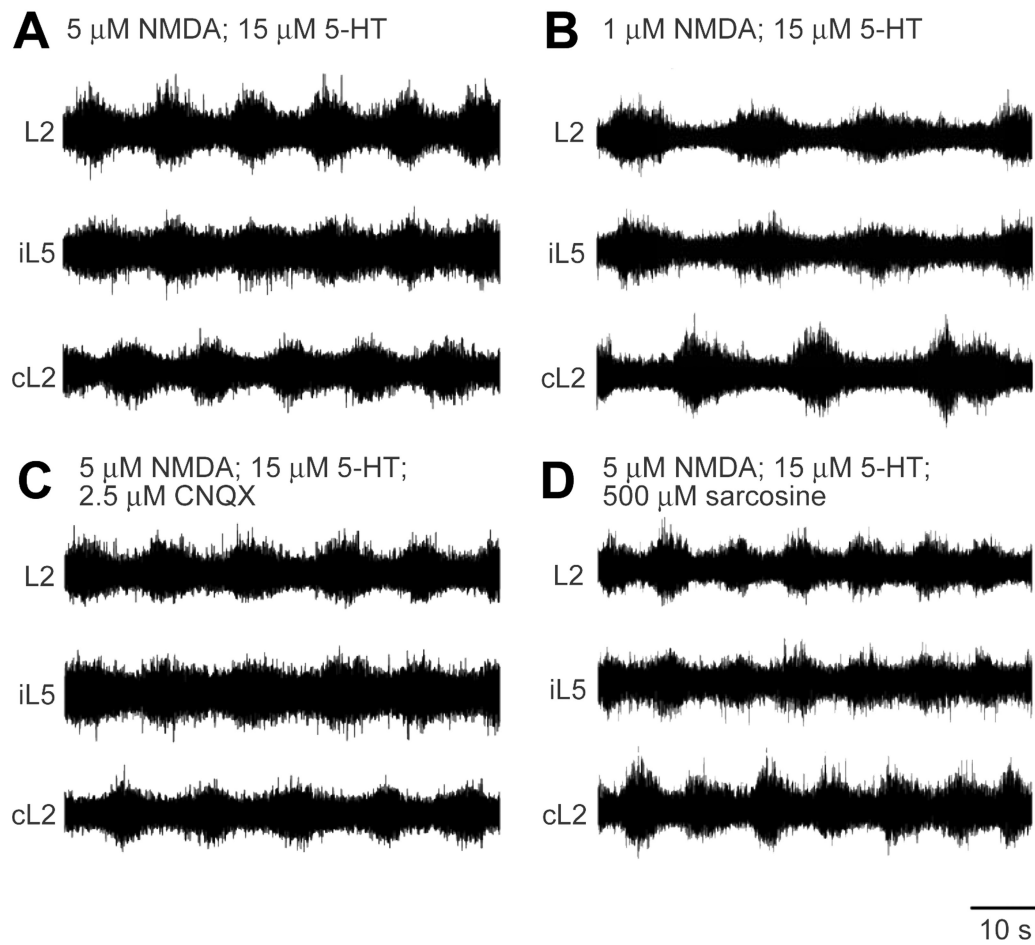 A 5 μM NMDA; 15 μM 5-HT
L2
iL5
cL2
B 1 μM NMDA; 15 μM 5-HT
L2
iL5
cL2
C 5 μM NMDA; 15 μM 5-HT;
2.5 μM CNQX
L2
iL5
cL2
D 5 μM NMDA; 15 μM 5-HT;
500 μM sarcosine
L2
iL5
cL2
10 s